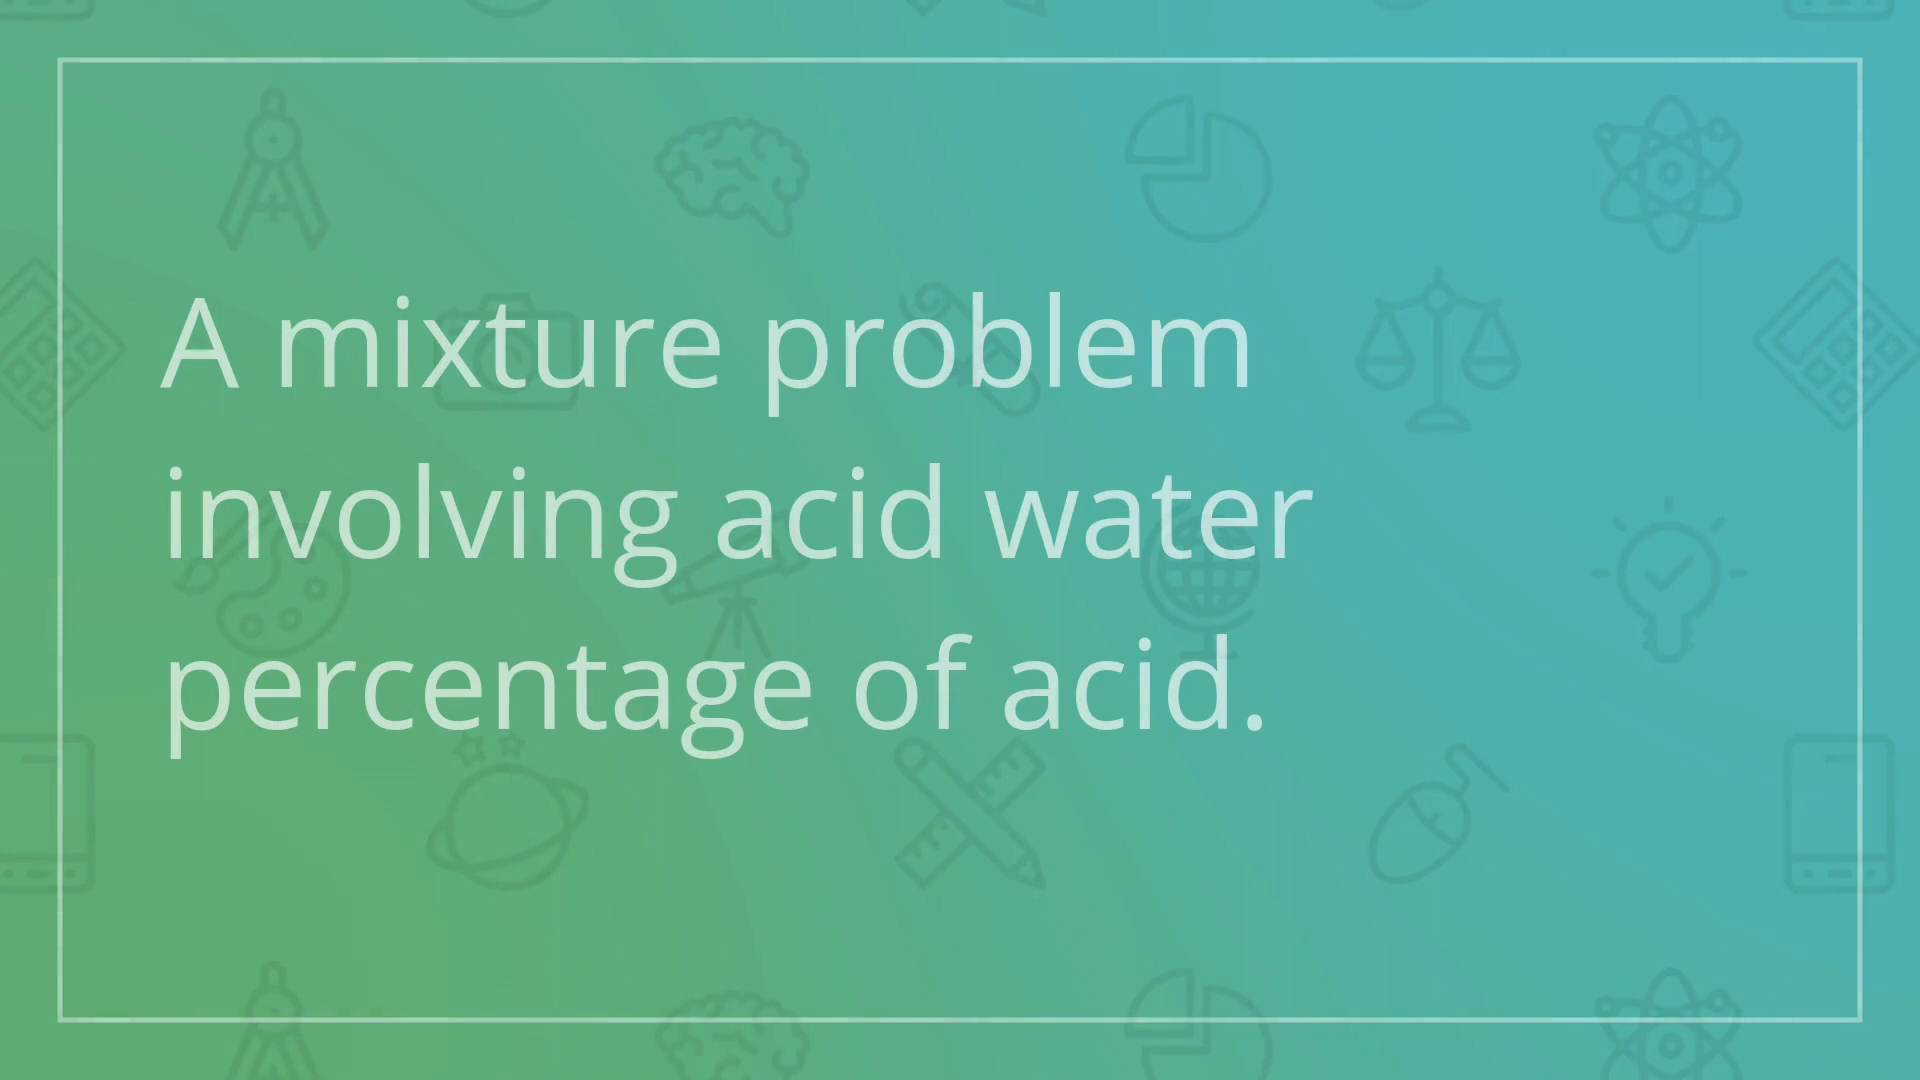 A mixture problem
involving acid water
percentage of acid.